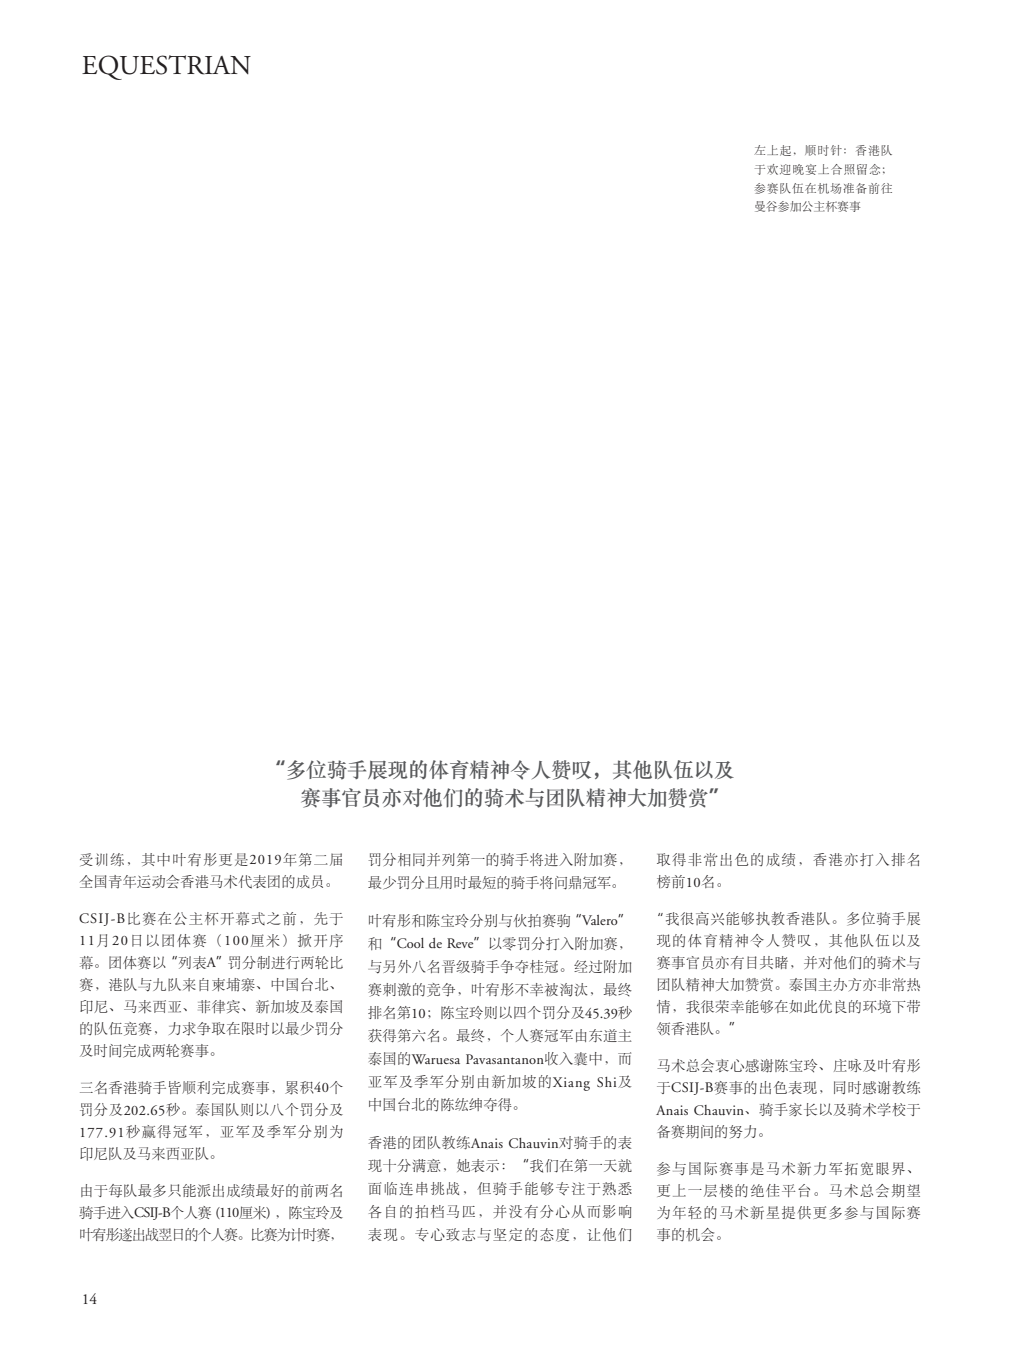 EQUESTRIAN
左上起，顺时针：香港队
于欢迎晚宴上合照留念；
参赛队伍在机场准备前往
曼谷参加公主杯赛事
“多位骑手展现的体育精神令人赞叹，其他队伍以及
赛事官员亦对他们的骑术与团队精神大加赞赏”
受训练，其中叶宥彤更是2019年第二届
全国青年运动会香港马术代表团的成员。
CSIJ-B比赛在公主杯开幕式之前，先于
11月20日以团体赛（100厘米）掀开序
幕。团体赛以“列表A”罚分制进行两轮比
赛，港队与九队来自柬埔寨、中国台北、
印尼、马来西亚、菲律宾、新加坡及泰国
的队伍竞赛，力求争取在限时以最少罚分
及时间完成两轮赛事。
三名香港骑手皆顺利完成赛事，累积40个
罚分及202.65秒。泰国队则以八个罚分及
177.91秒赢得冠军，亚军及季军分别为
印尼队及马来西亚队。
由于每队最多只能派出成绩最好的前两名
骑手进入CSIJ-B个人赛 (110厘米) ，陈宝玲及
叶宥彤遂出战翌日的个人赛。比赛为计时赛，
罚分相同并列第一的骑手将进入附加赛，
最少罚分且用时最短的骑手将问鼎冠军。
叶宥彤和陈宝玲分别与伙拍赛驹“Valero”
和“Cool de Reve”以零罚分打入附加赛，
与另外八名晋级骑手争夺桂冠。经过附加
赛刺激的竞争，叶宥彤不幸被淘汰，最终
排名第10；陈宝玲则以四个罚分及45.39秒
获得第六名。最终，个人赛冠军由东道主
泰国的Waruesa Pavasantanon收入囊中，而
亚军及季军分别由新加坡的Xiang Shi及
中国台北的陈纮绅夺得。
香港的团队教练Anais Chauvin对骑手的表
现十分满意，她表示：“我们在第一天就
面临连串挑战，但骑手能够专注于熟悉
各自的拍档马匹，并没有分心从而影响
表现。专心致志与坚定的态度，让他们
取得非常出色的成绩，香港亦打入排名
榜前10名。
“我很高兴能够执教香港队。多位骑手展
现的体育精神令人赞叹，其他队伍以及
赛事官员亦有目共睹，并对他们的骑术与
团队精神大加赞赏。泰国主办方亦非常热
情，我很荣幸能够在如此优良的环境下带
领香港队。”
马术总会衷心感谢陈宝玲、庄咏及叶宥彤
于CSIJ-B赛事的出色表现，同时感谢教练
Anais Chauvin、骑手家长以及骑术学校于
备赛期间的努力。
参与国际赛事是马术新力军拓宽眼界、
更上一层楼的绝佳平台。马术总会期望
为年轻的马术新星提供更多参与国际赛
事的机会。
14